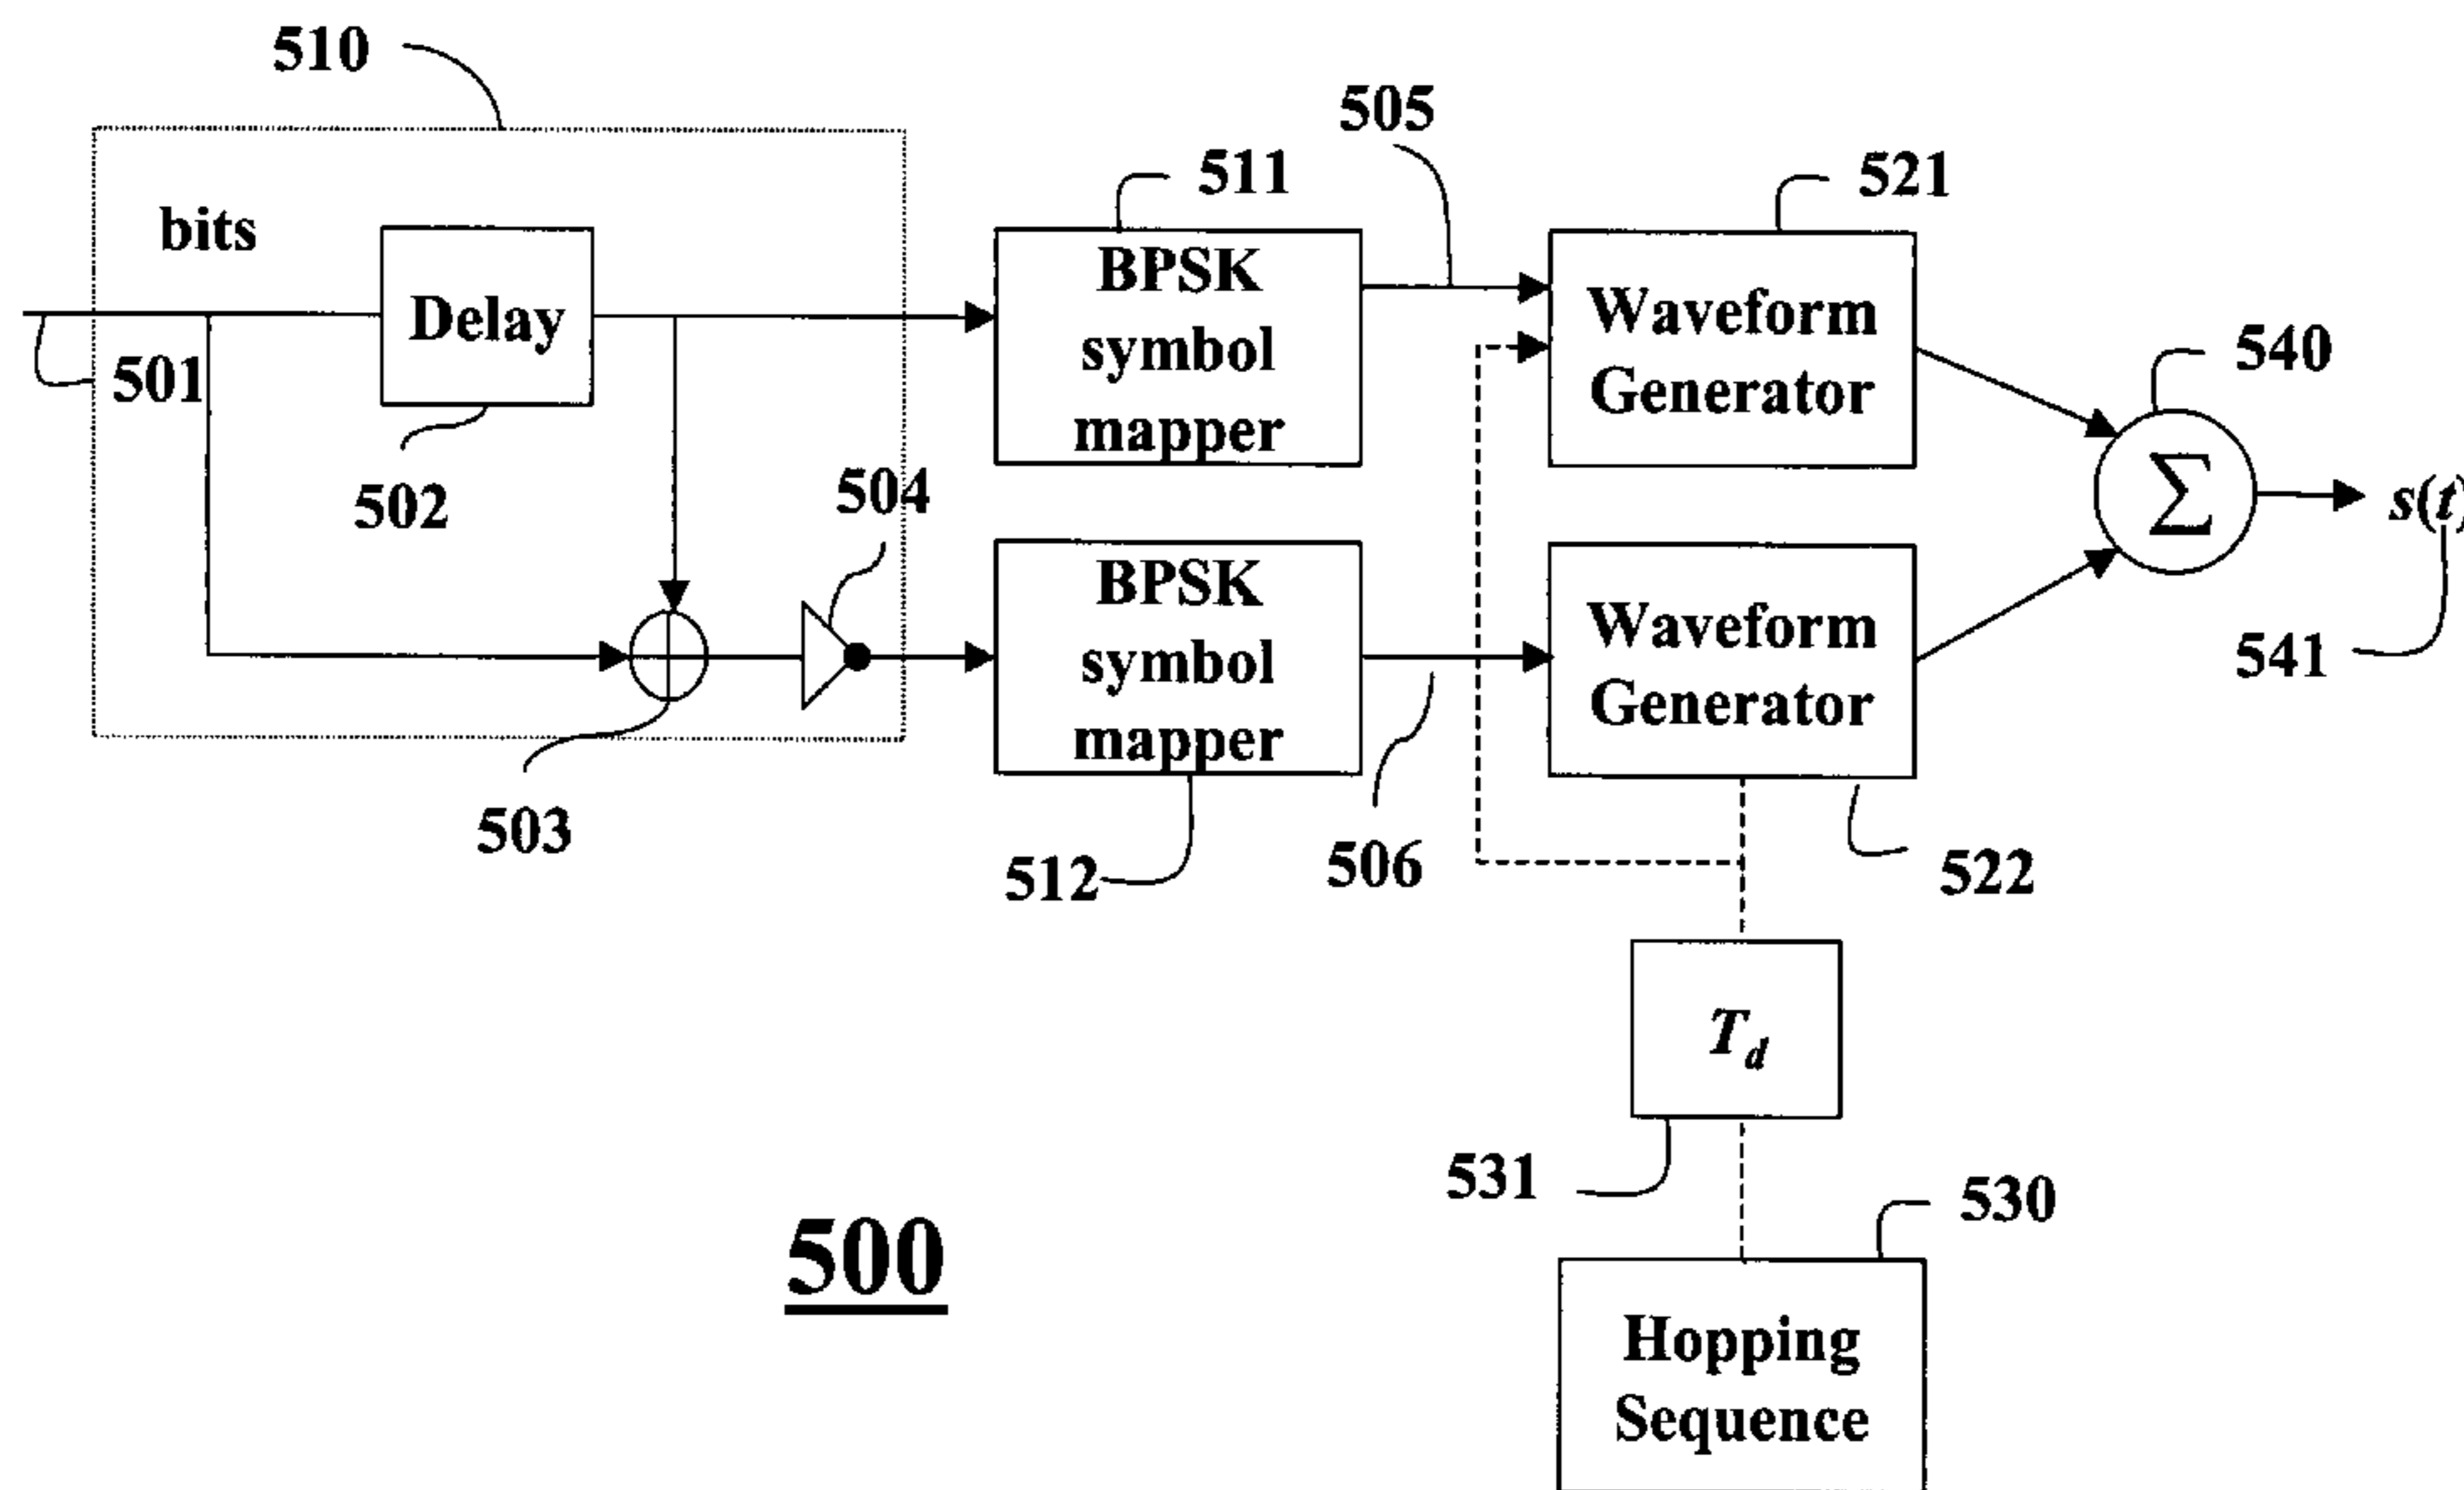 510
505
511
521
bits
BPSK
symbol
mapper
Waveform
Generator
Delay
540
501
502
504
Σ
s(t)
BPSK
symbol
mapper
Waveform
Generator
541
503
512
506
522
T_d
531
530
500
Hopping
Sequence